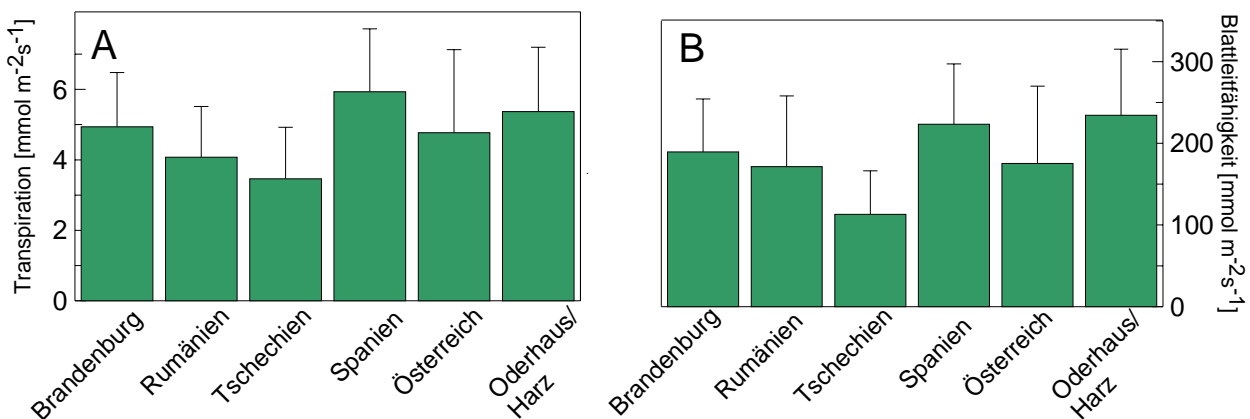 A
Transpiration [mmol m-2s-1]
6
4
2
0
Brandenburg
Rumänien
Tschechien
Spanien
Österreich
Oderhaus/
Harz
B
Blattleitfähigkeit [mmol m-2s-1]
300
200
100
0
Brandenburg
Rumänien
Tschechien
Spanien
Österreich
Oderhaus/
Harz